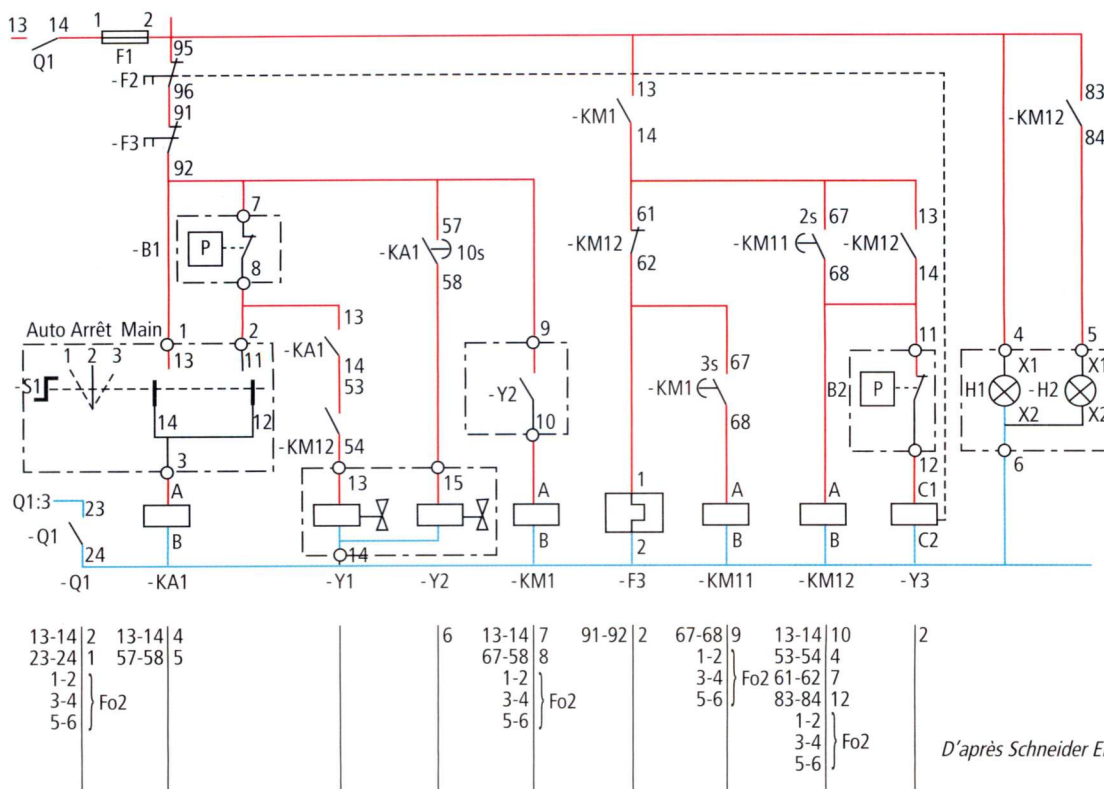 13 14 1 2
Q1 F1
95
-F2
96
91
-F3
92
13
-KM1
14
83
-KM12
84
7
-B1 P
8
57
-KA1 10s
58
61
-KM12
62
2s 67
-KM11
68
13
-KM12
14
Auto Arrêt Main
1 2 3
1 2
13 11
-S1
14 12
3
13
-KA1
14
53
-KM12
54
9
-Y2
10
3s 67
-KM1
68
11
B2 P
12
4 5
X1 X1
H1 -H2
X2 X2
6
Q1:3 23
-Q1
24
A
B
13 15
14
A
B
1
2
A
B
A
B
C1
C2
-Q1 -KA1 -Y1 -Y2 -KM1 -F3 -KM11 -KM12 -Y3
13-14 2 13-14 4 6 13-14 7 91-92 2 67-68 9 13-14 10 2
23-24 1 57-58 5 67-58 8 1-2 53-54 4
1-2 1-2 3-4 Fo2 61-62 7
3-4 Fo2 3-4 Fo2 5-6 83-84 12
5-6 5-6 1-2
3-4 Fo2
5-6
D'après Schneider